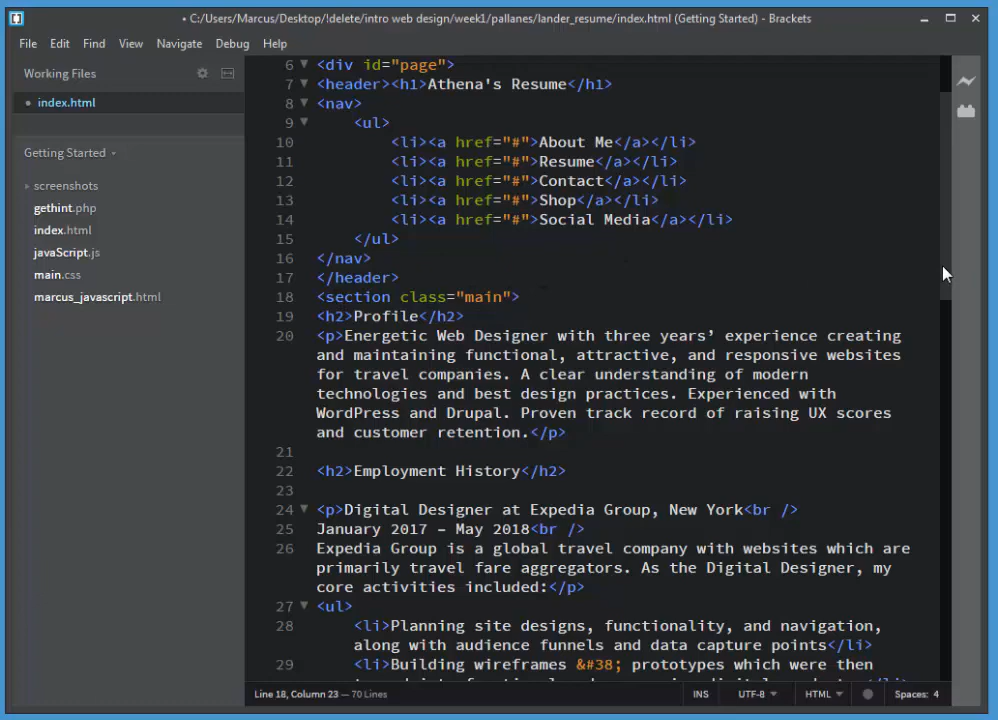 • C:/Users/Marcus/Desktop/!delete/intro web design/week1/pallanes/lander_resume/index.html (Getting Started) - Brackets
File Edit Find View Navigate Debug Help
Working Files
• index.html
Getting Started
screenshots
gethint.php
index.html
javaScript.js
main.css
marcus_javascript.html
6 <div id="page">
7 <header><h1>Athena's Resume</h1>
8 <nav>
9 <ul>
10 <li><a href="#">About Me</a></li>
11 <li><a href="#">Resume</a></li>
12 <li><a href="#">Contact</a></li>
13 <li><a href="#">Shop</a></li>
14 <li><a href="#">Social Media</a></li>
15 </ul>
16 </nav>
17 </header>
18 <section class="main">
19 <h2>Profile</h2>
20 <p>Energetic Web Designer with three years’ experience creating
and maintaining functional, attractive, and responsive websites
for travel companies. A clear understanding of modern
technologies and best design practices. Experienced with
WordPress and Drupal. Proven track record of raising UX scores
and customer retention.</p>
21
22 <h2>Employment History</h2>
23
24 <p>Digital Designer at Expedia Group, New York<br />
25 January 2017 – May 2018<br />
26 Expedia Group is a global travel company with websites which are
primarily travel fare aggregators. As the Digital Designer, my
core activities included:</p>
27 <ul>
28 <li>Planning site designs, functionality, and navigation,
along with audience funnels and data capture points</li>
29 <li>Building wireframes &#38; prototypes which were then
Line 18, Column 23 — 70 Lines
INS UTF-8 HTML Spaces: 4